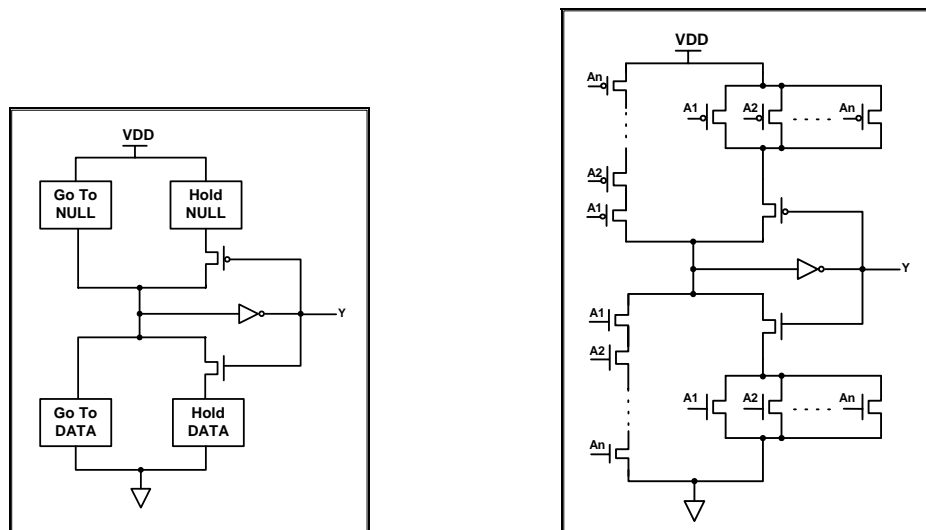 VDD
Go To
NULL
Hold
NULL
Y
Go To
DATA
Hold
DATA
VDD
An
A1 A2 . . . . . An
A2
A1
Y
A1
A2
A1 A2 . . . . An
An